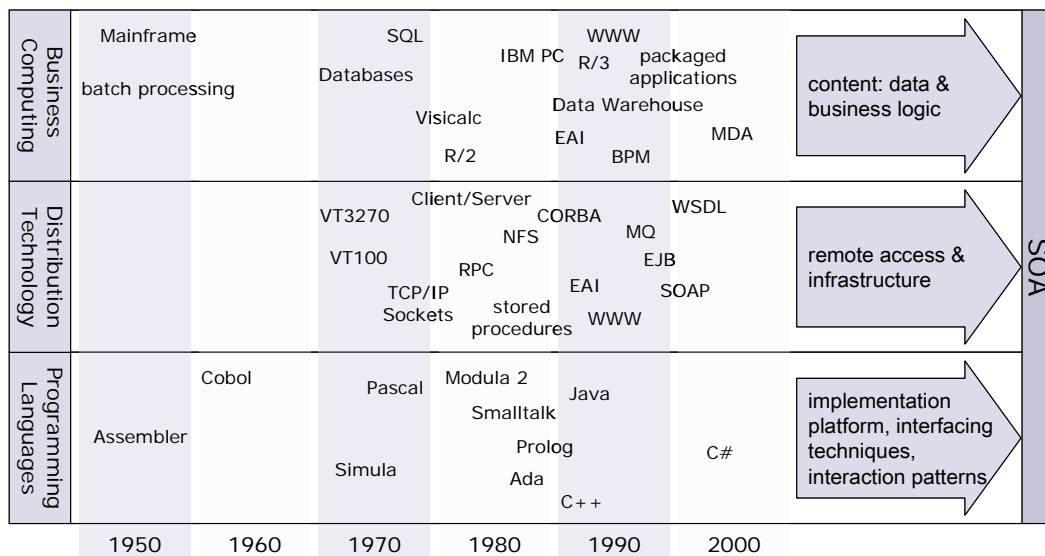 Business
Computing
Mainframe
batch processing
SQL
Databases
Visicalc
R/2
IBM PC
WWW
R/3
packaged
applications
Data Warehouse
EAI
BPM
MDA
content: data &
business logic
Distribution
Technology
VT3270
VT100
TCP/IP
Sockets
Client/Server
NFS
RPC
stored
procedures
CORBA
MQ
EJB
EAI
WWW
WSDL
SOAP
remote access &
infrastructure
Programming
Languages
Assembler
Cobol
Pascal
Simula
Modula 2
Smalltalk
Prolog
Ada
Java
C++
C#
implementation
platform, interfacing
techniques,
interaction patterns
SOA
1950
1960
1970
1980
1990
2000